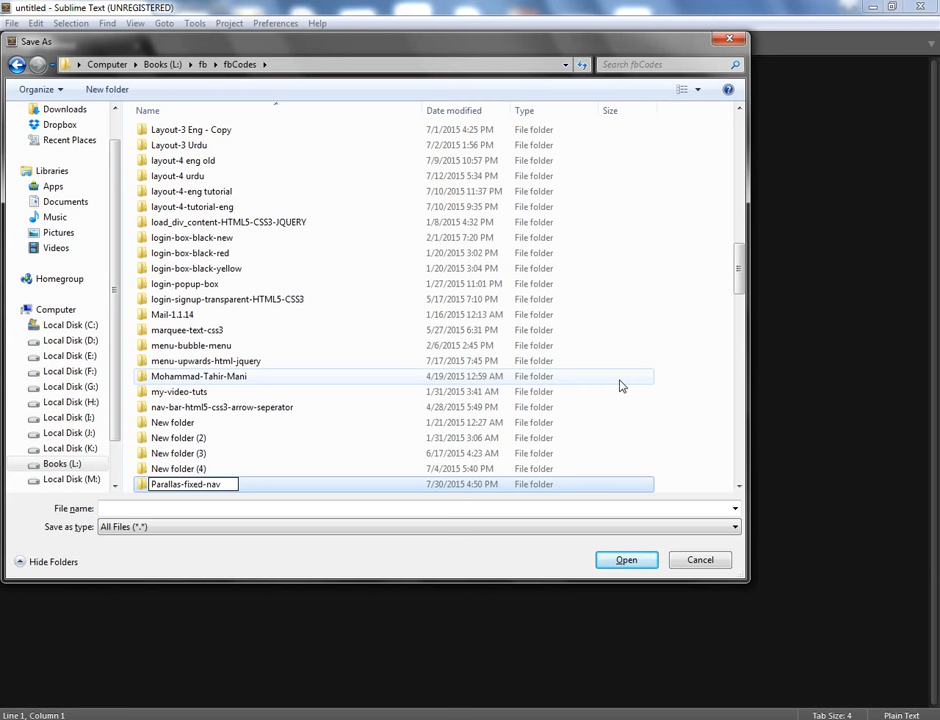 untitled - Sublime Text (UNREGISTERED)
File Edit Selection Find View Goto Tools Project Preferences Help
Save As
Computer Books (L:) fb fbCodes
Search fbCodes
Organize New folder
Name Date modified Type Size
Downloads
Dropbox
Recent Places
Libraries
Apps
Documents
Music
Pictures
Videos
Homegroup
Computer
Local Disk (C:)
Local Disk (D:)
Local Disk (E:)
Local Disk (F:)
Local Disk (G:)
Local Disk (H:)
Local Disk (I:)
Local Disk (J:)
Local Disk (K:)
Books (L:)
Local Disk (M:)
Layout-3 Eng - Copy 7/1/2015 4:25 PM File folder
Layout-3 Urdu 7/2/2015 1:56 PM File folder
layout-4 eng old 7/9/2015 10:57 PM File folder
layout-4 urdu 7/12/2015 5:34 PM File folder
layout-4-eng tutorial 7/10/2015 11:37 PM File folder
layout-4-tutorial-eng 7/10/2015 9:35 PM File folder
load_div_content-HTML5-CSS3-JQUERY 1/8/2015 4:32 PM File folder
login-box-black-new 2/1/2015 7:20 PM File folder
login-box-black-red 1/20/2015 3:02 PM File folder
login-box-black-yellow 1/20/2015 3:04 PM File folder
login-popup-box 1/27/2015 11:01 PM File folder
login-signup-transparent-HTML5-CSS3 5/17/2015 7:10 PM File folder
Mail-1.1.14 1/16/2015 12:13 AM File folder
marquee-text-css3 5/27/2015 6:31 PM File folder
menu-bubble-menu 2/6/2015 2:45 PM File folder
menu-upwards-html-jquery 7/17/2015 7:45 PM File folder
Mohammad-Tahir-Mani 4/19/2015 12:59 AM File folder
my-video-tuts 1/31/2015 3:41 AM File folder
nav-bar-html5-css3-arrow-seperator 4/28/2015 5:49 PM File folder
New folder 1/21/2015 12:27 AM File folder
New folder (2) 1/31/2015 3:06 AM File folder
New folder (3) 6/17/2015 4:23 AM File folder
New folder (4) 7/4/2015 5:40 PM File folder
Parallas-fixed-nav 7/30/2015 4:50 PM File folder
File name:
Save as type: All Files (*.*)
Hide Folders Open Cancel
Line 1, Column 1 Tab Size: 4 Plain Text